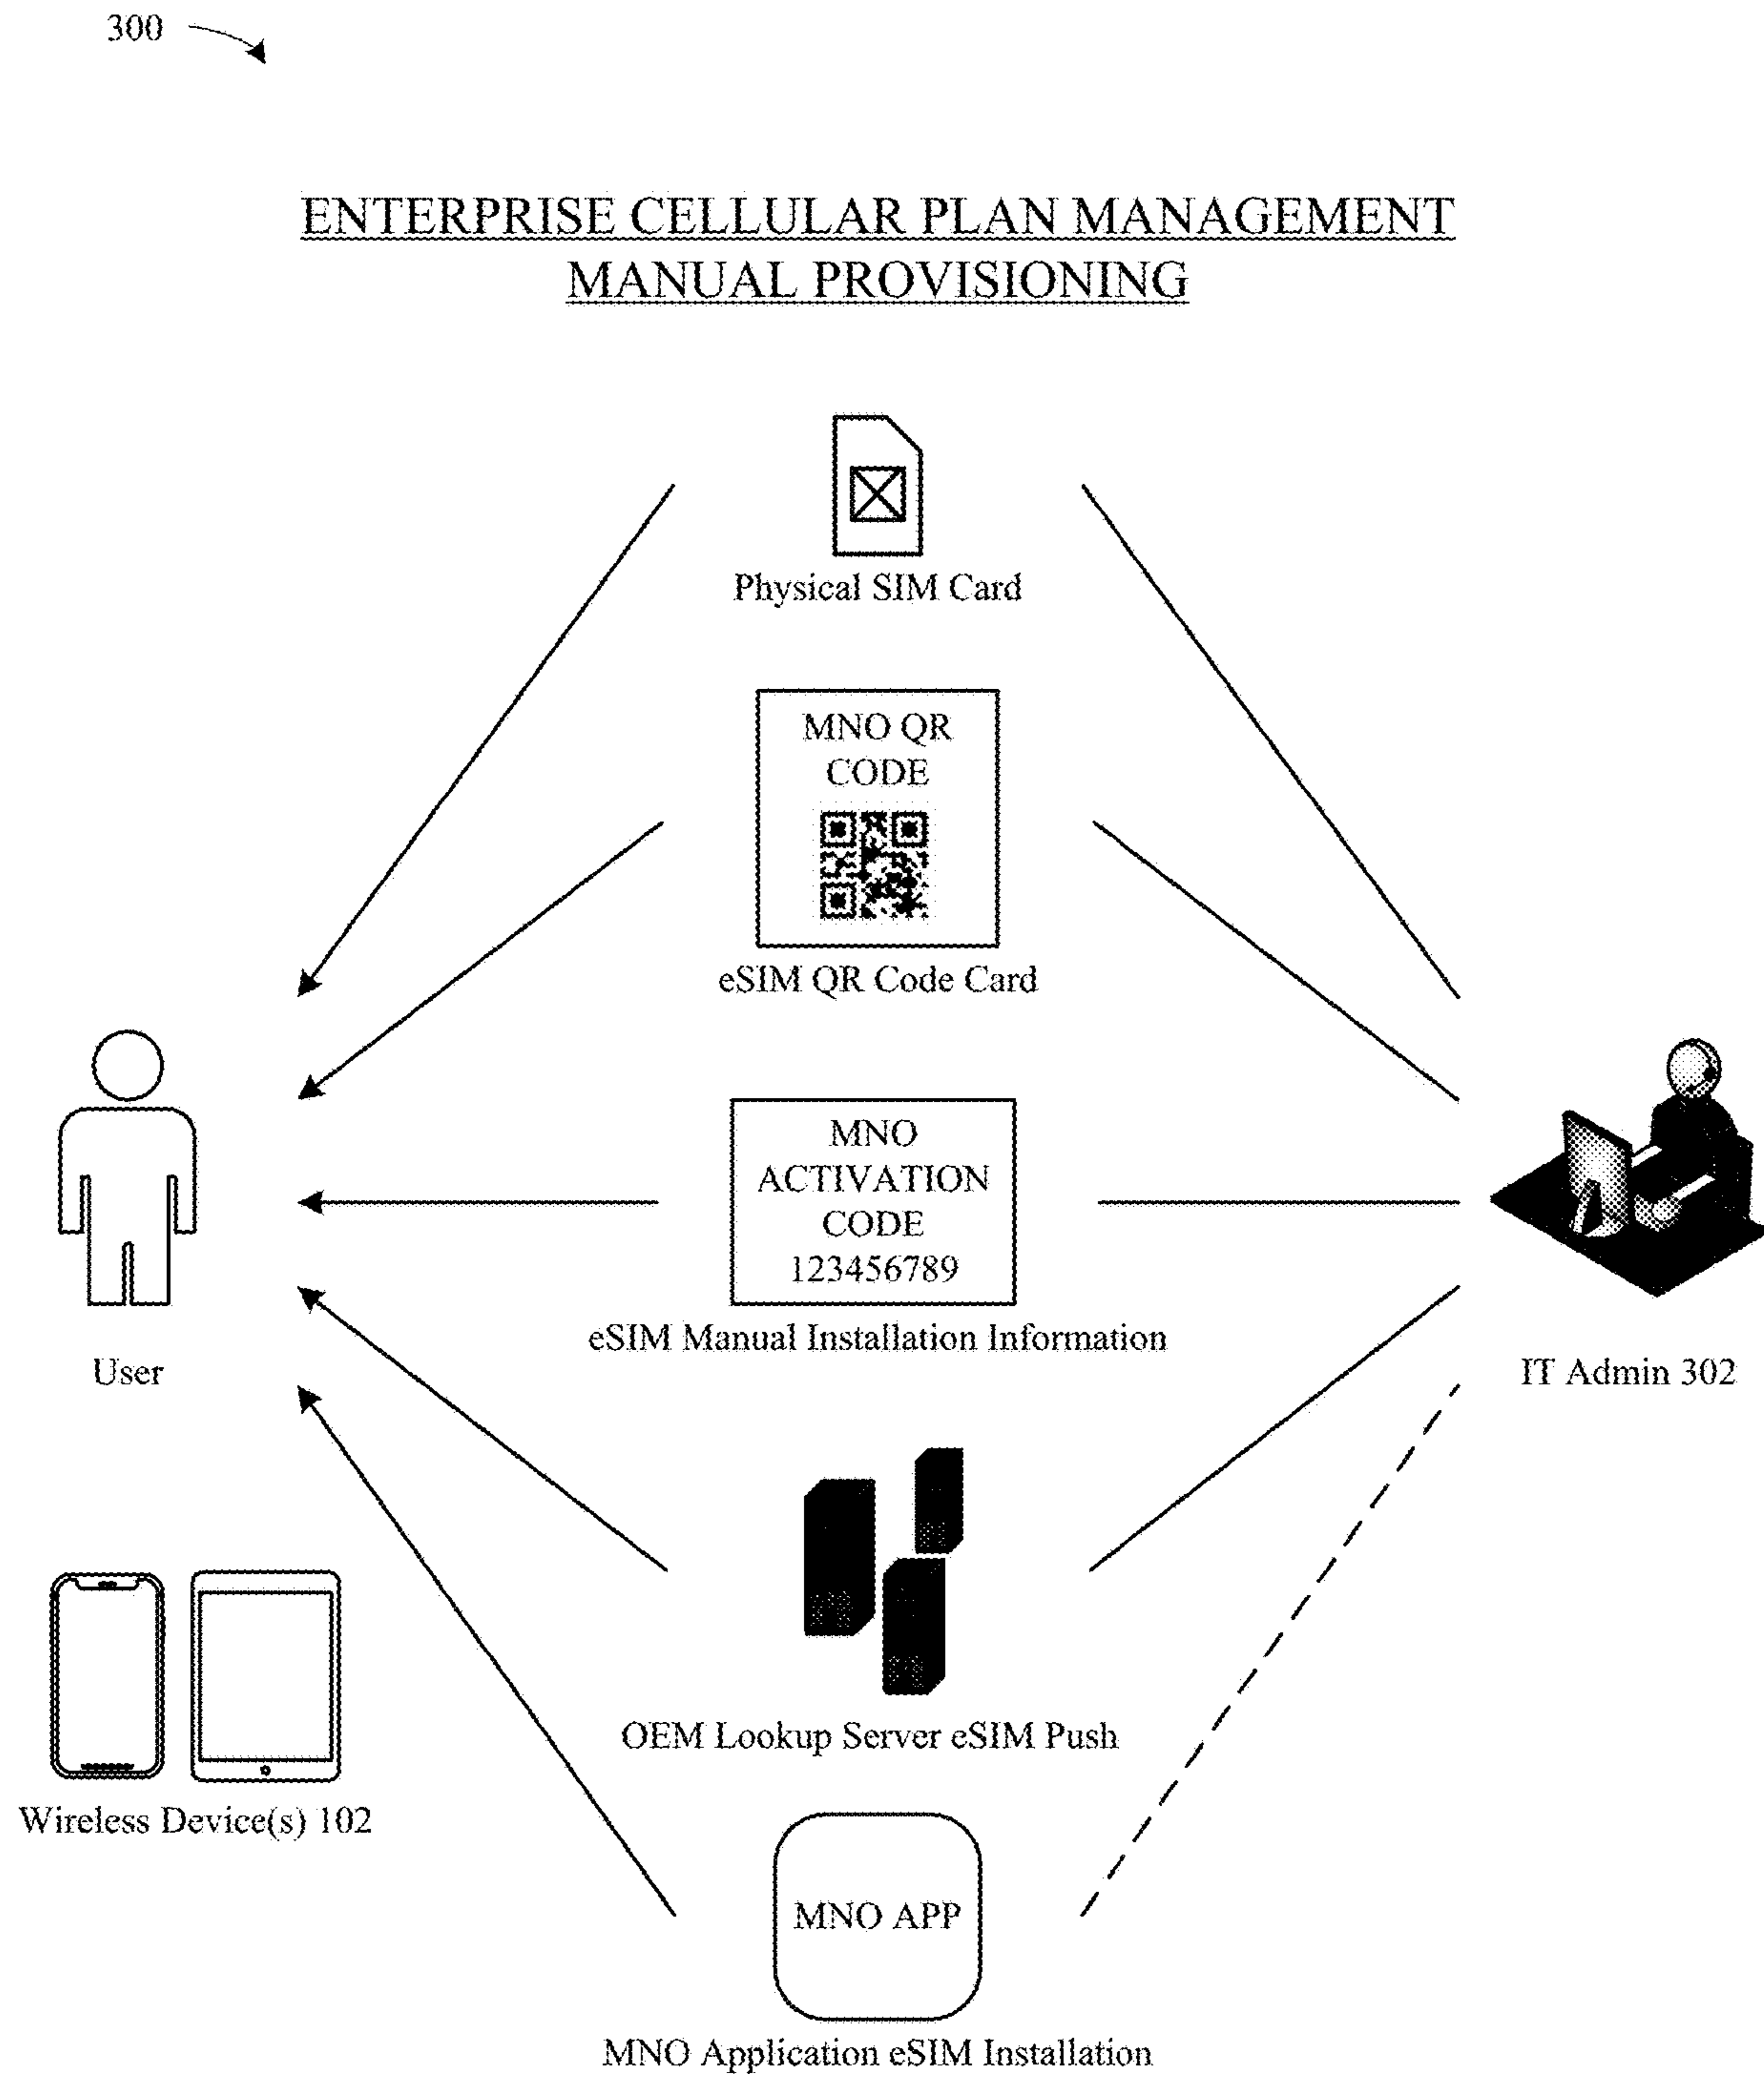 300
ENTERPRISE CELLULAR PLAN MANAGEMENT
MANUAL PROVISIONING
Physical SIM Card
MNO QR
CODE
eSIM QR Code Card
MNO
ACTIVATION
CODE
123456789
eSIM Manual Installation Information
User
IT Admin 302
OEM Lookup Server eSIM Push
Wireless Device(s) 102
MNO APP
MNO Application eSIM Installation